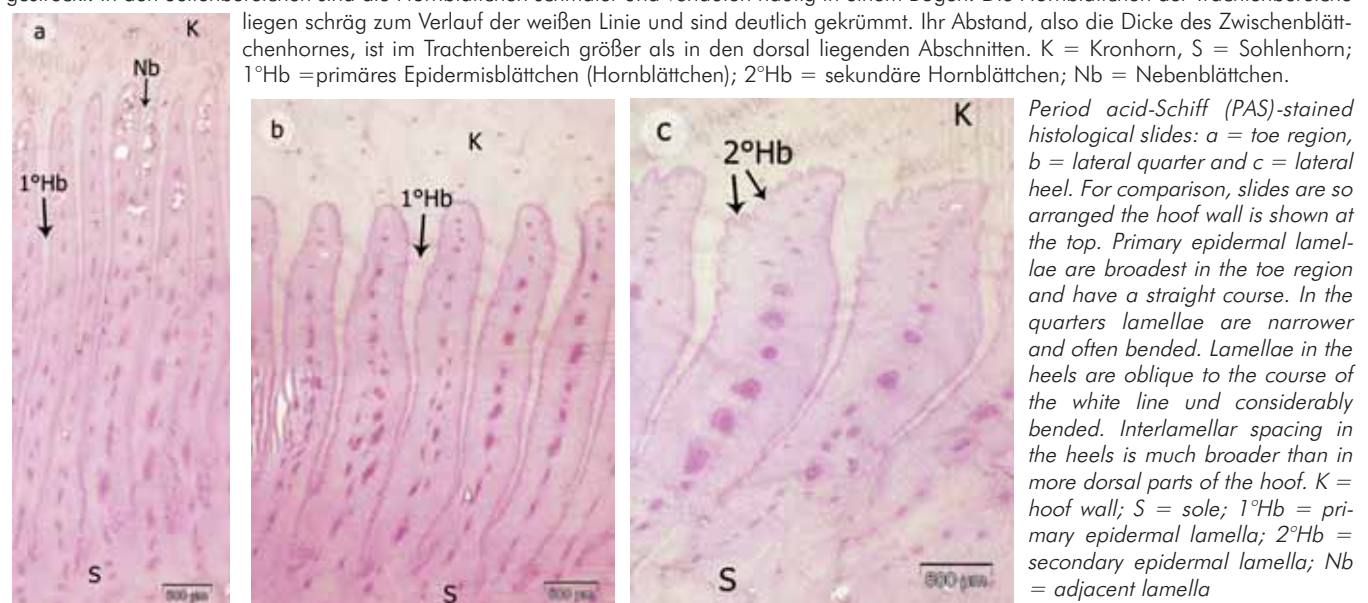 liegen schräg zum Verlauf der weißen Linie und sind deutlich gekrümmt. Ihr Abstand, also die Dicke des Zwischenblätt-
chenhornes, ist im Trachtenbereich größer als in den dorsal liegenden Abschnitten. K = Kronhorn, S = Sohlenhorn;
1°Hb =primäres Epidermisblättchen (Hornblättchen); 2°Hb = sekundäre Hornblättchen; Nb = Nebenblättchen.
a
K
Nb
1°Hb
S
500 µm
b
K
1°Hb
S
500 µm
c
K
2°Hb
S
500 µm
Period acid-Schiff (PAS)-stained
histological slides: a = toe region,
b = lateral quarter and c = lateral
heel. For comparison, slides are so
arranged the hoof wall is shown at
the top. Primary epidermal lamel-
lae are broadest in the toe region
and have a straight course. In the
quarters lamellae are narrower
and often bended. Lamellae in the
heels are oblique to the course of
the white line und considerably
bended. Interlamellar spacing in
the heels is much broader than in
more dorsal parts of the hoof. K =
hoof wall; S = sole; 1°Hb = pri-
mary epidermal lamella; 2°Hb =
secondary epidermal lamella; Nb
= adjacent lamella